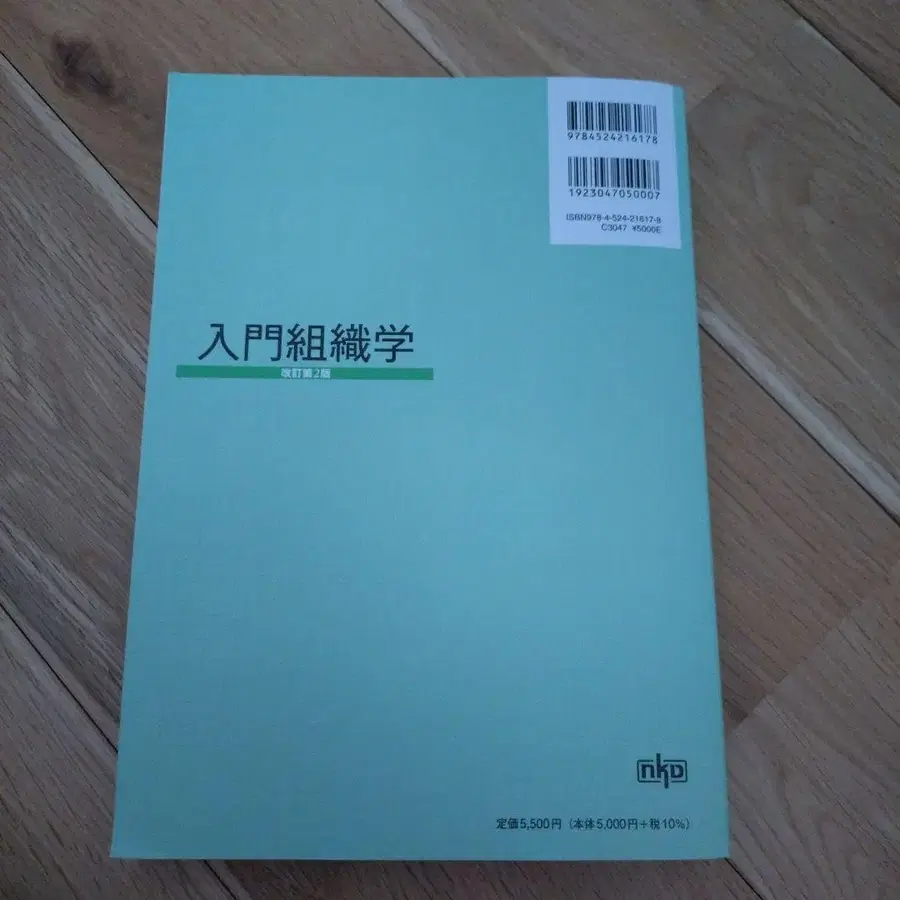 9784524216178
1923047050007
ISBN978-4-524-21617-8
C3047 ¥5000E
入門組織学
改訂第2版
nkD
定価5,500円(本体5,000円+税10%)